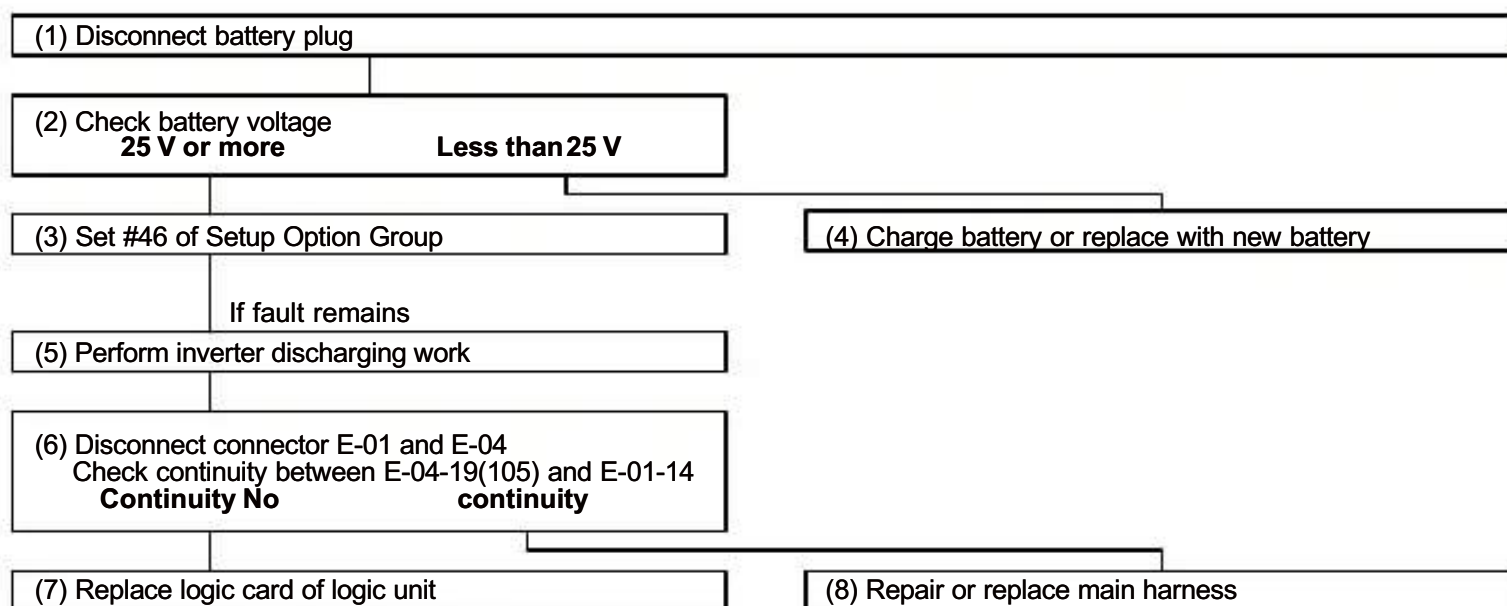 (1) Disconnect battery plug
(2) Check battery voltage
25 V or more Less than 25 V
(3) Set #46 of Setup Option Group
(4) Charge battery or replace with new battery
If fault remains
(5) Perform inverter discharging work
(6) Disconnect connector E-01 and E-04
Check continuity between E-04-19(105) and E-01-14
Continuity No continuity
(7) Replace logic card of logic unit
(8) Repair or replace main harness